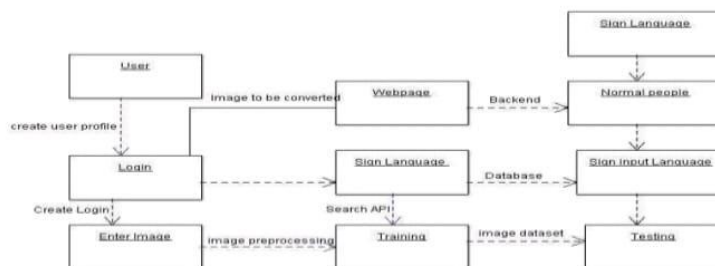 Sign Language
User
Image to be converted
Webpage
Backend
Normal people
create user profile
Login
Sign Language
Database
Sign input Language
Create Login
Search API
Enter Image
image preprocessing
Training
image dataset
Testing